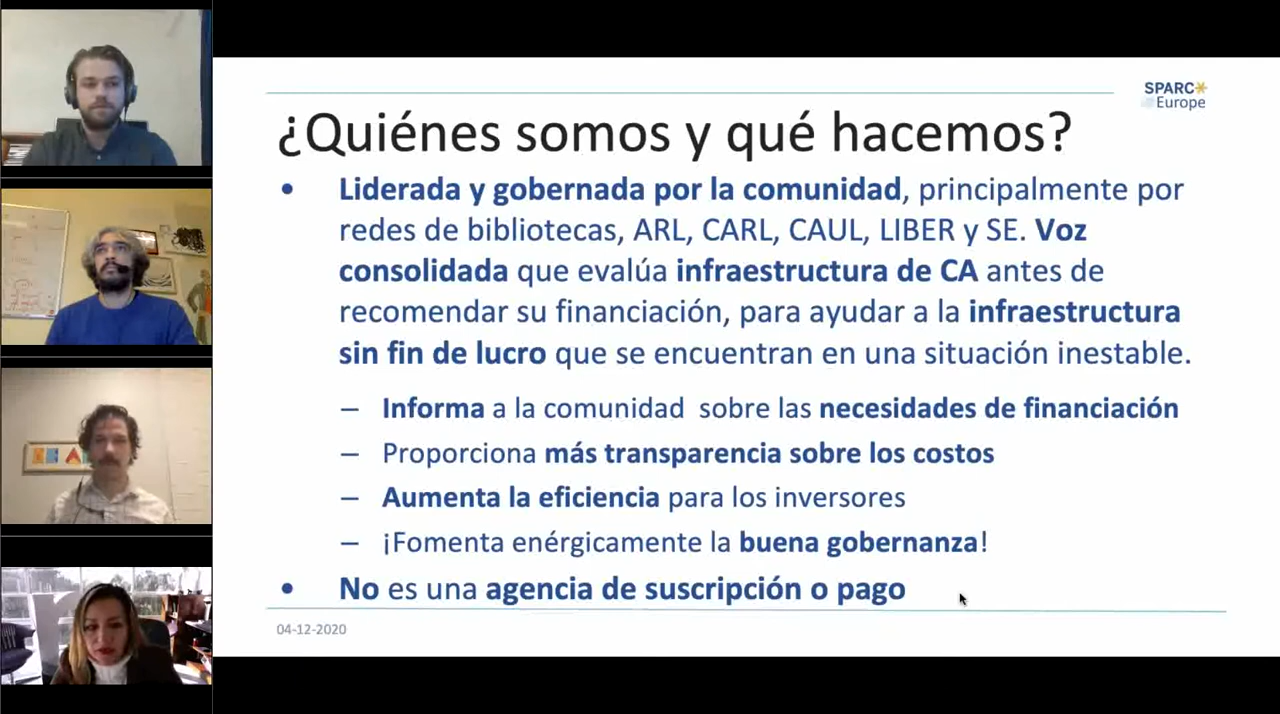 SPARC
Europe
¿Quiénes somos y qué hacemos?
• Liderada y gobernada por la comunidad, principalmente por
redes de bibliotecas, ARL, CARL, CAUL, LIBER y SE. Voz
consolidada que evalúa infraestructura de CA antes de
recomendar su financiación, para ayudar a la infraestructura
sin fin de lucro que se encuentran en una situación inestable.
– Informa a la comunidad sobre las necesidades de financiación
– Proporciona más transparencia sobre los costos
– Aumenta la eficiencia para los inversores
– ¡Fomenta enérgicamente la buena gobernanza!
• No es una agencia de suscripción o pago
04-12-2020